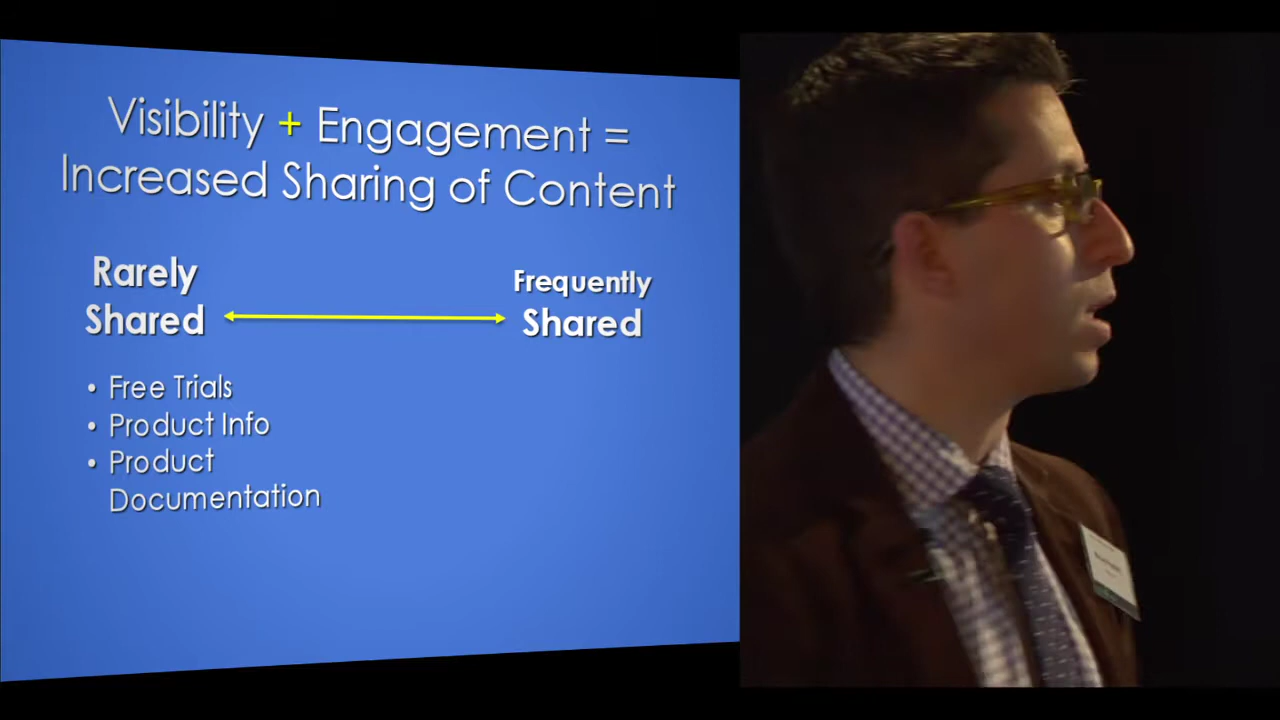 Visibility + Engagement =
Increased Sharing of Content
Rarely
Shared
Frequently
Shared
• Free Trials
• Product Info
• Product
Documentation